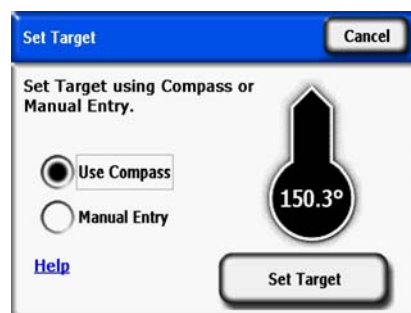 Set Target
Cancel
Set Target using Compass or
Manual Entry.
Use Compass
Manual Entry
150.3°
Help
Set Target